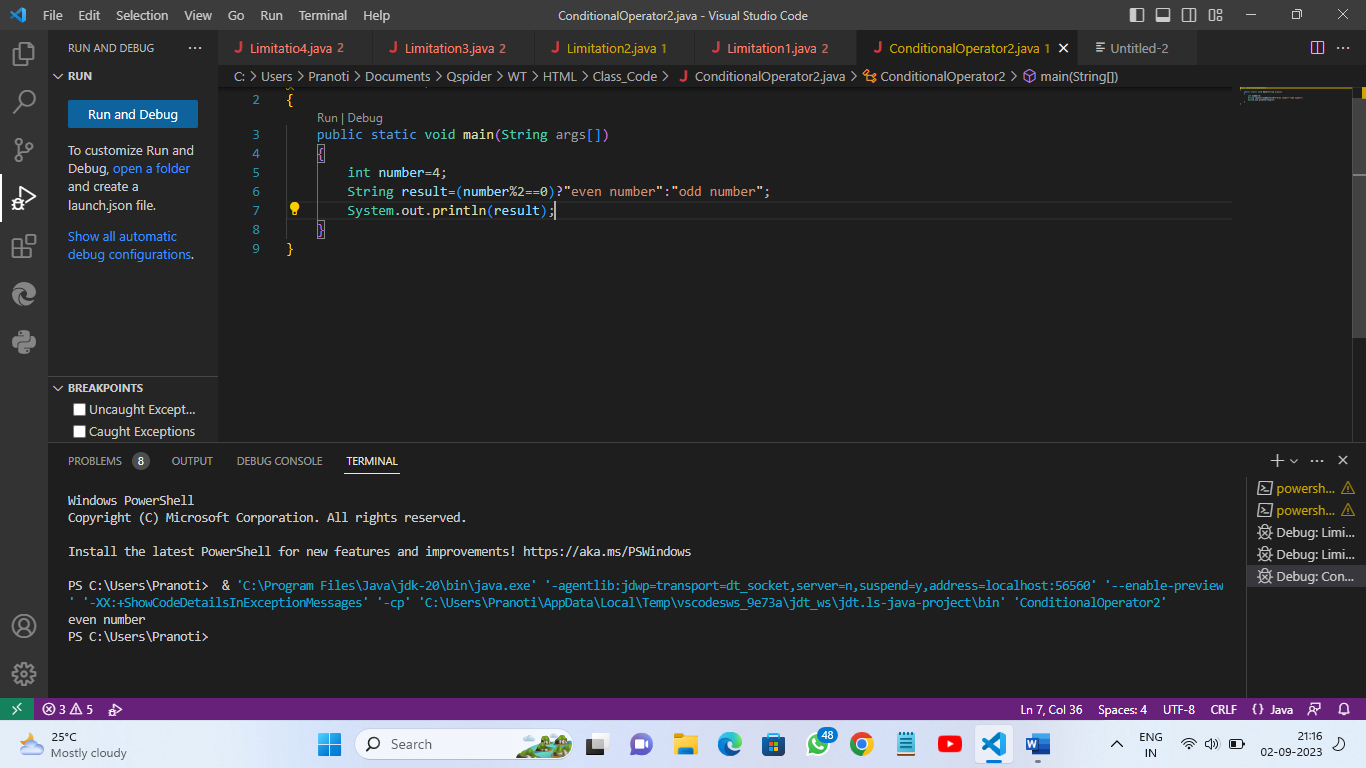 File Edit Selection View Go Run Terminal Help
ConditionalOperator2.java - Visual Studio Code
RUN AND DEBUG ...
RUN
Run and Debug
To customize Run and
Debug, open a folder
and create a
launch.json file.
Show all automatic
debug configurations.
BREAKPOINTS
Uncaught Except...
Caught Exceptions
Limitatio4.java 2
Limitation3.java 2
Limitation2.java 1
Limitation1.java 2
ConditionalOperator2.java 1
Untitled-2
C: > Users > Pranoti > Documents > Qspider > WT > HTML > Class_Code > ConditionalOperator2.java > ConditionalOperator2 > main(String[])
2 {
Run | Debug
3 public static void main(String args[])
4 {
5 int number=4;
6 String result=(number%2==0)?"even number":"odd number";
7 System.out.println(result);
8 }
9 }
PROBLEMS 8 OUTPUT DEBUG CONSOLE TERMINAL
Windows PowerShell
Copyright (C) Microsoft Corporation. All rights reserved.
Install the latest PowerShell for new features and improvements! https://aka.ms/PSWindows
PS C:\Users\Pranoti>  & 'C:\Program Files\Java\jdk-20\bin\java.exe' '-agentlib:jdwp=transport=dt_socket,server=n,suspend=y,address=localhost:56560' '--enable-preview
' '-XX:+ShowCodeDetailsInExceptionMessages' '-cp' 'C:\Users\Pranoti\AppData\Local\Temp\vscodesws_9e73a\jdt_ws\jdt.ls-java-project\bin' 'ConditionalOperator2'
even number
PS C:\Users\Pranoti>
powersh...
powersh...
Debug: Limi...
Debug: Limi...
Debug: Con...
3 5
Ln 7, Col 36 Spaces: 4 UTF-8 CRLF {} Java
25°C
Mostly cloudy
Search
48
ENG
IN
21:16
02-09-2023